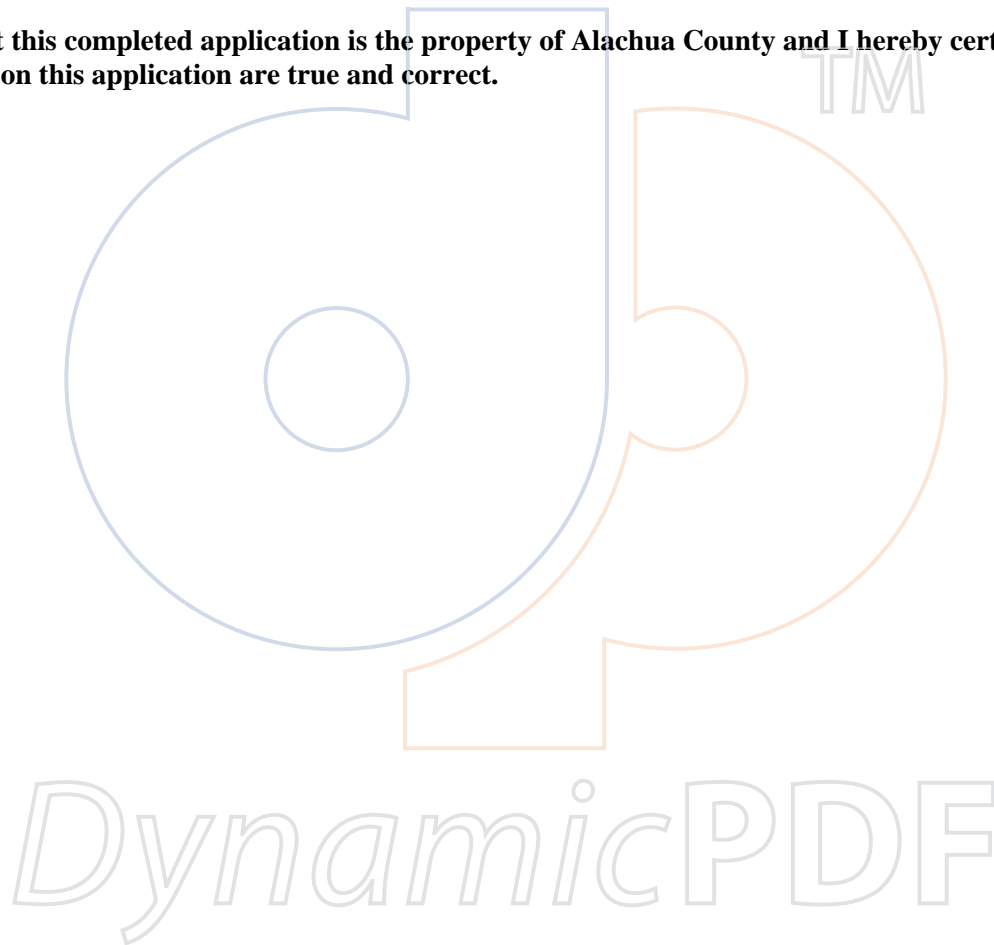 this completed application is the property of Alachua County and I hereby
on this application are true and correct.
TM
DynamicPDF